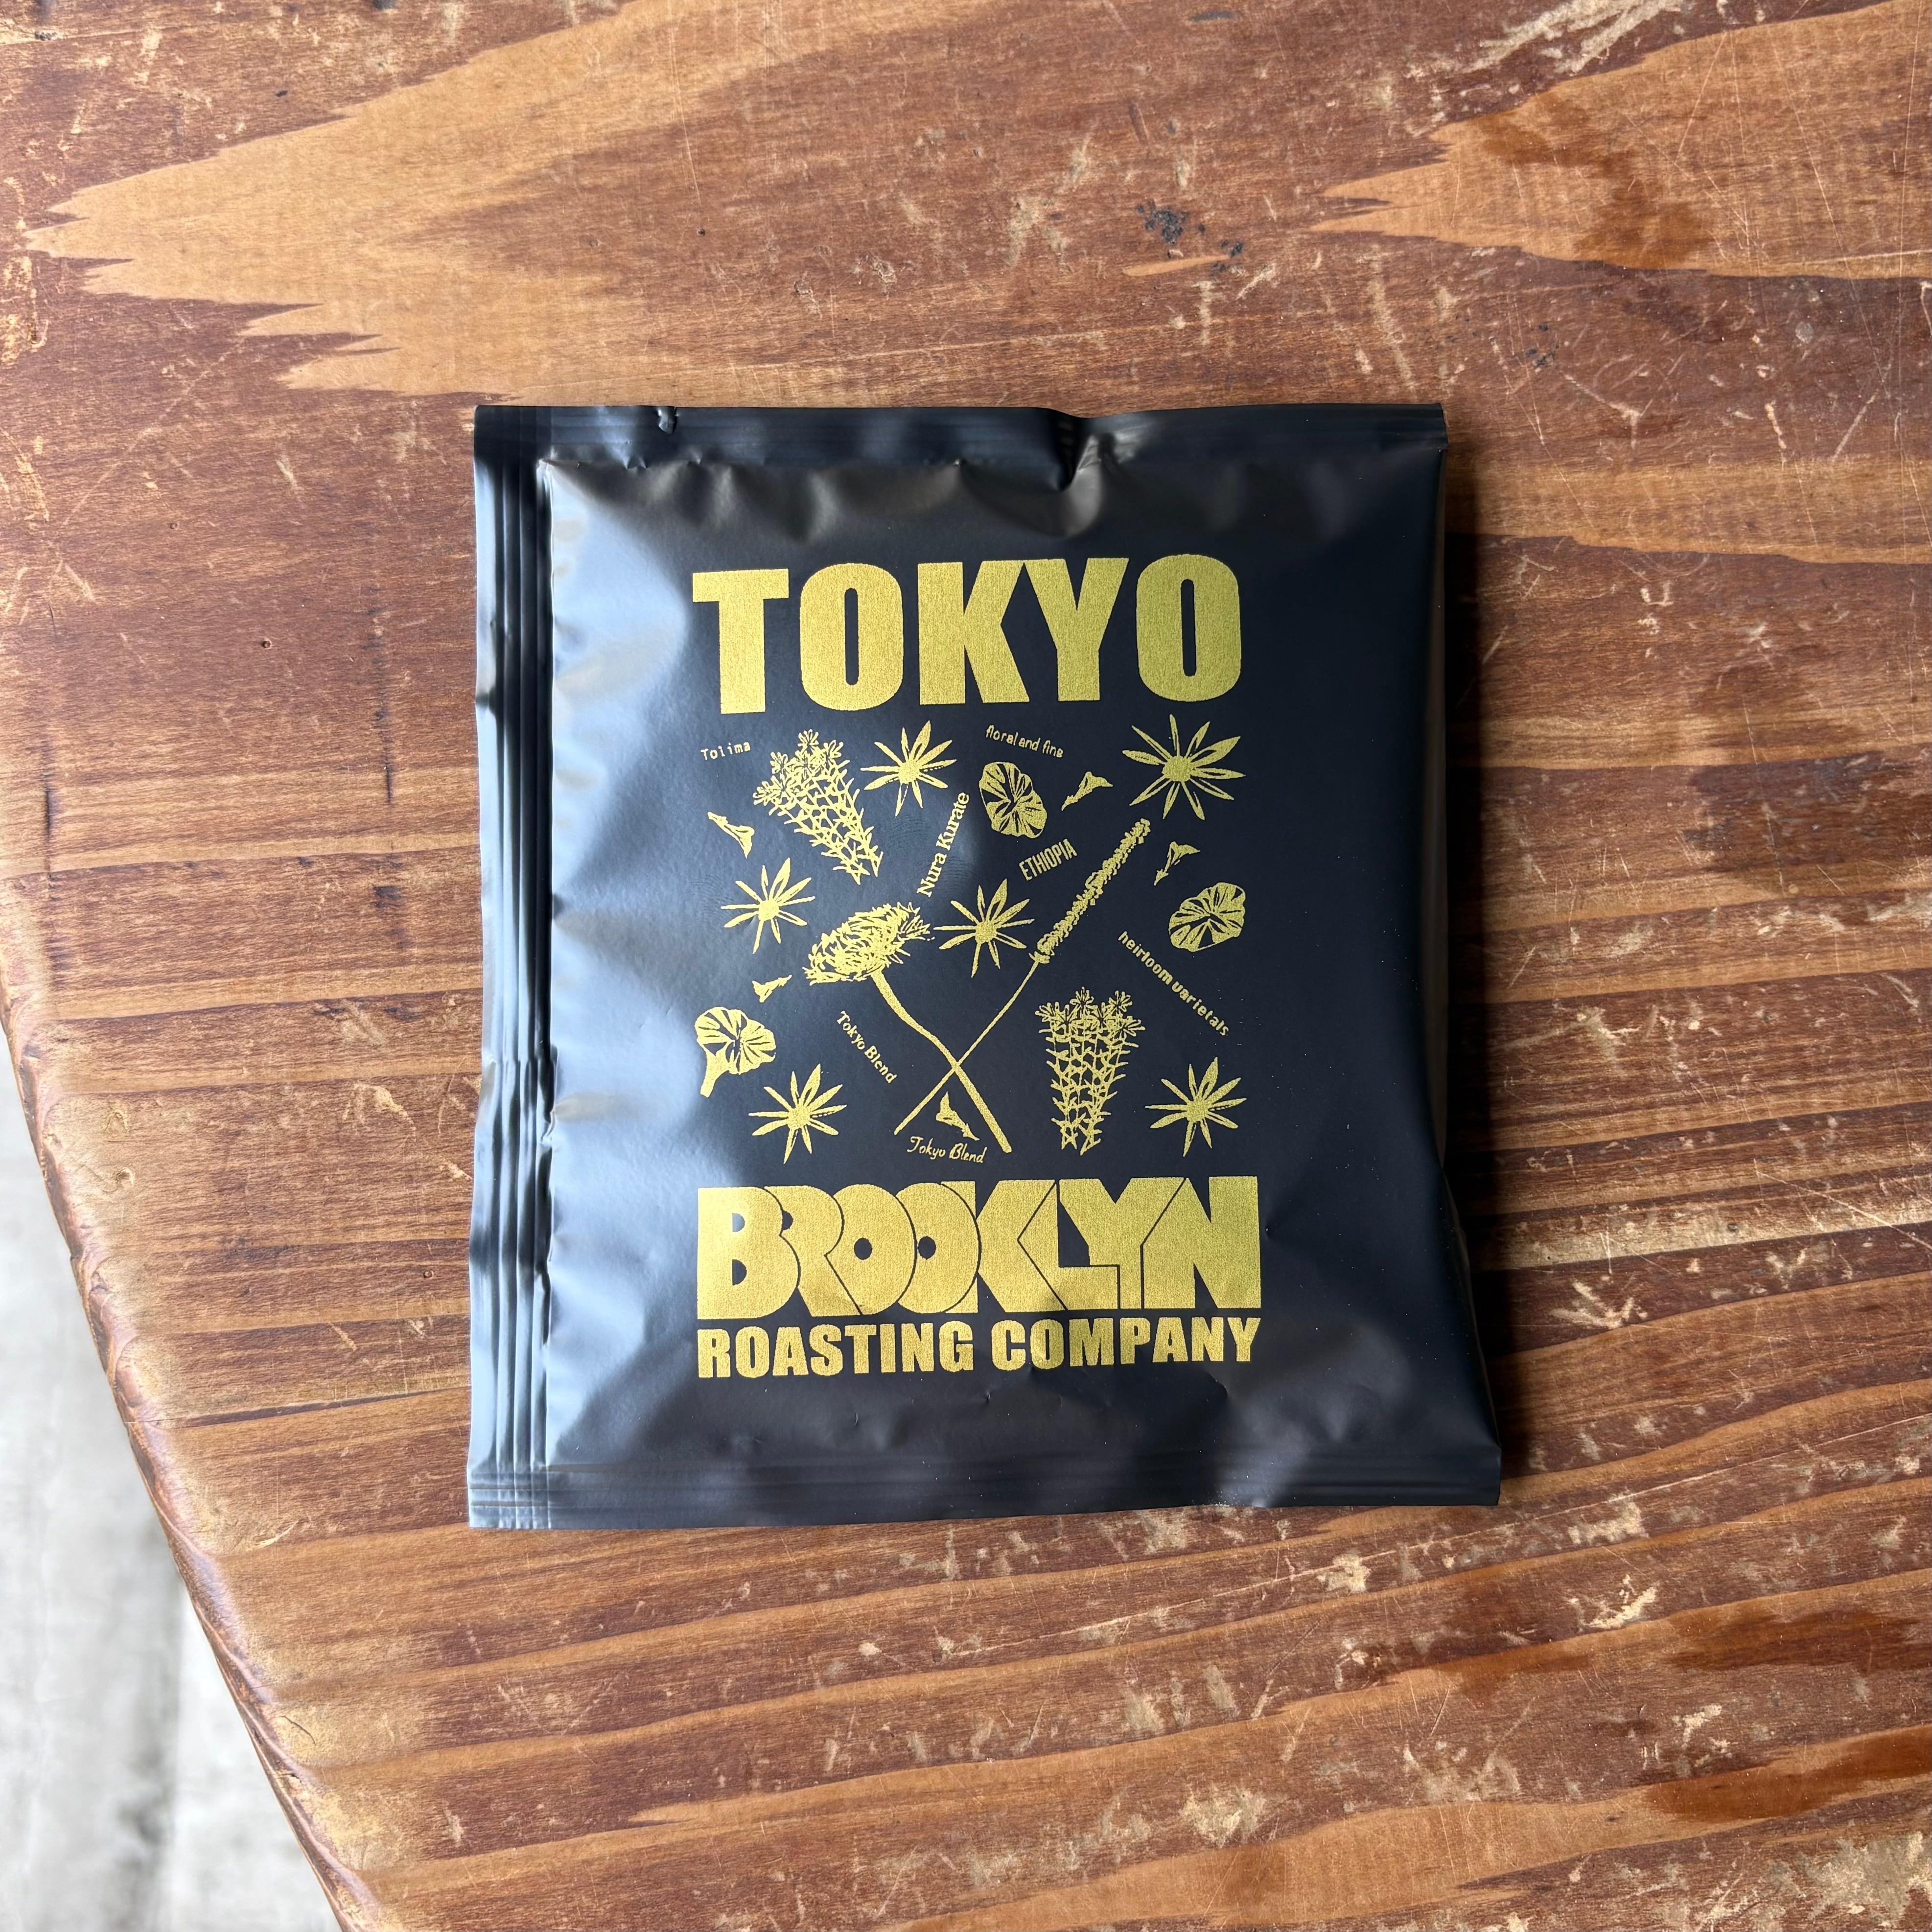 TOKYO
Tolima
floral and fine
Nura Kurate
ETHIOPIA
heirloom varietals
Tokyo Blend
Tokyo Blend
BROOKLYN
ROASTING COMPANY